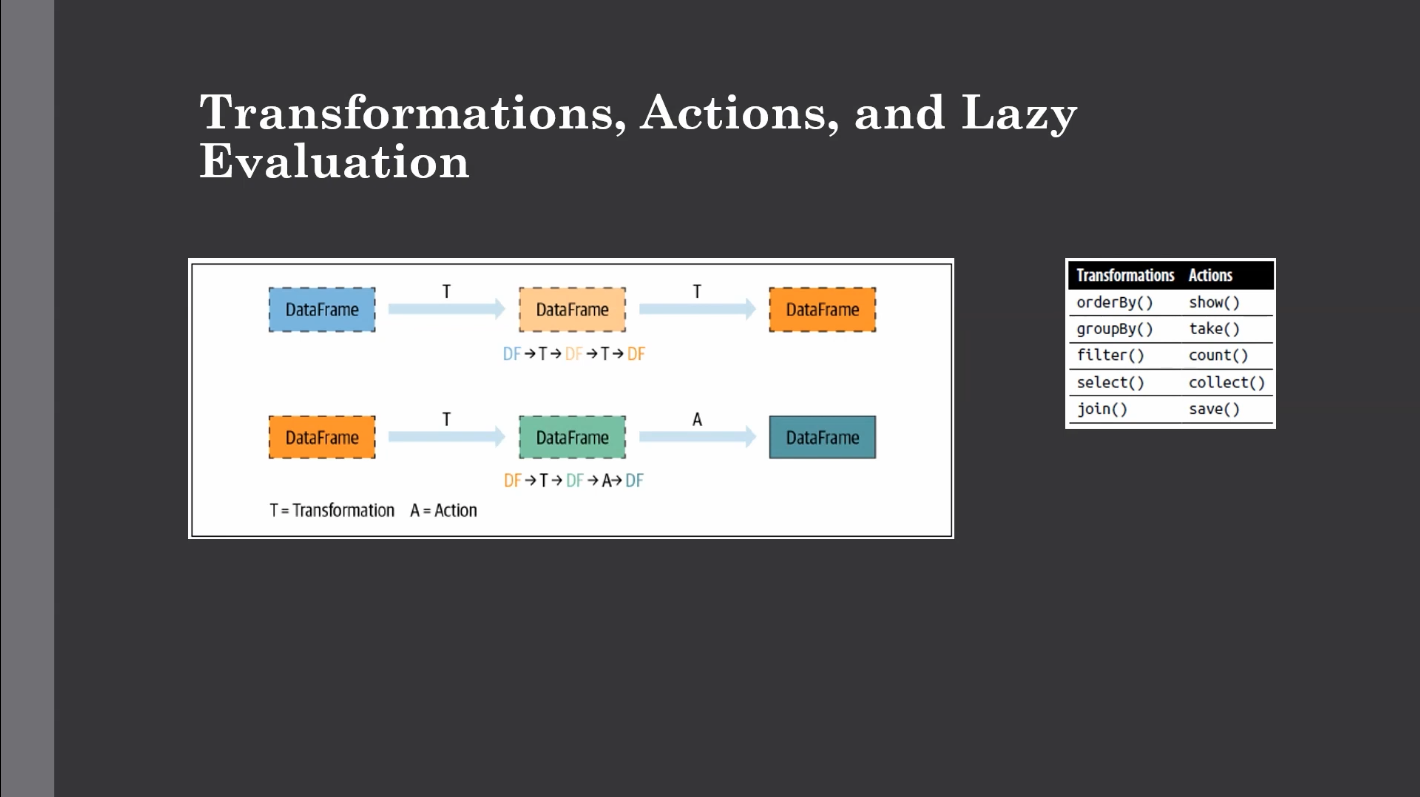 Transformations, Actions, and Lazy
Evaluation
T T
DataFrame DataFrame DataFrame
DF→T→DF→T→DF
T A
DataFrame DataFrame DataFrame
DF→T→DF→A→DF
T = Transformation A = Action
Transformations Actions
orderBy() show()
groupBy() take()
filter() count()
select() collect()
join() save()